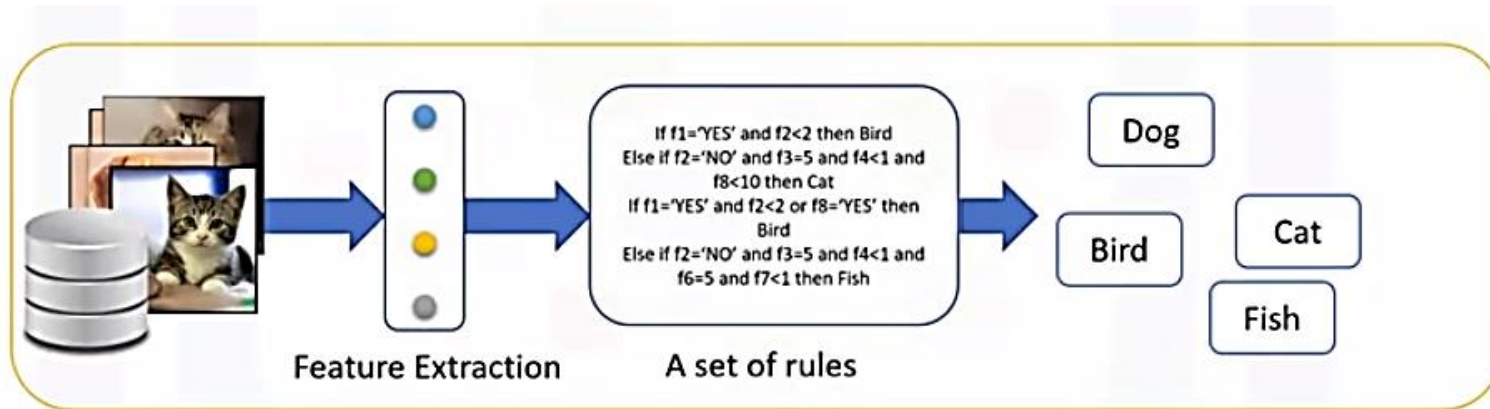 If f1='YES' and f2<2 then Bird
Else if f2='NO' and f3=5 and f4<1 and
f8<10 then Cat
If f1='YES' and f2<2 or f8='YES' then
Bird
Else if f2='NO' and f3=5 and f4<1 and
f6=5 and f7<1 then Fish
Feature Extraction
A set of rules
Dog
Bird
Cat
Fish